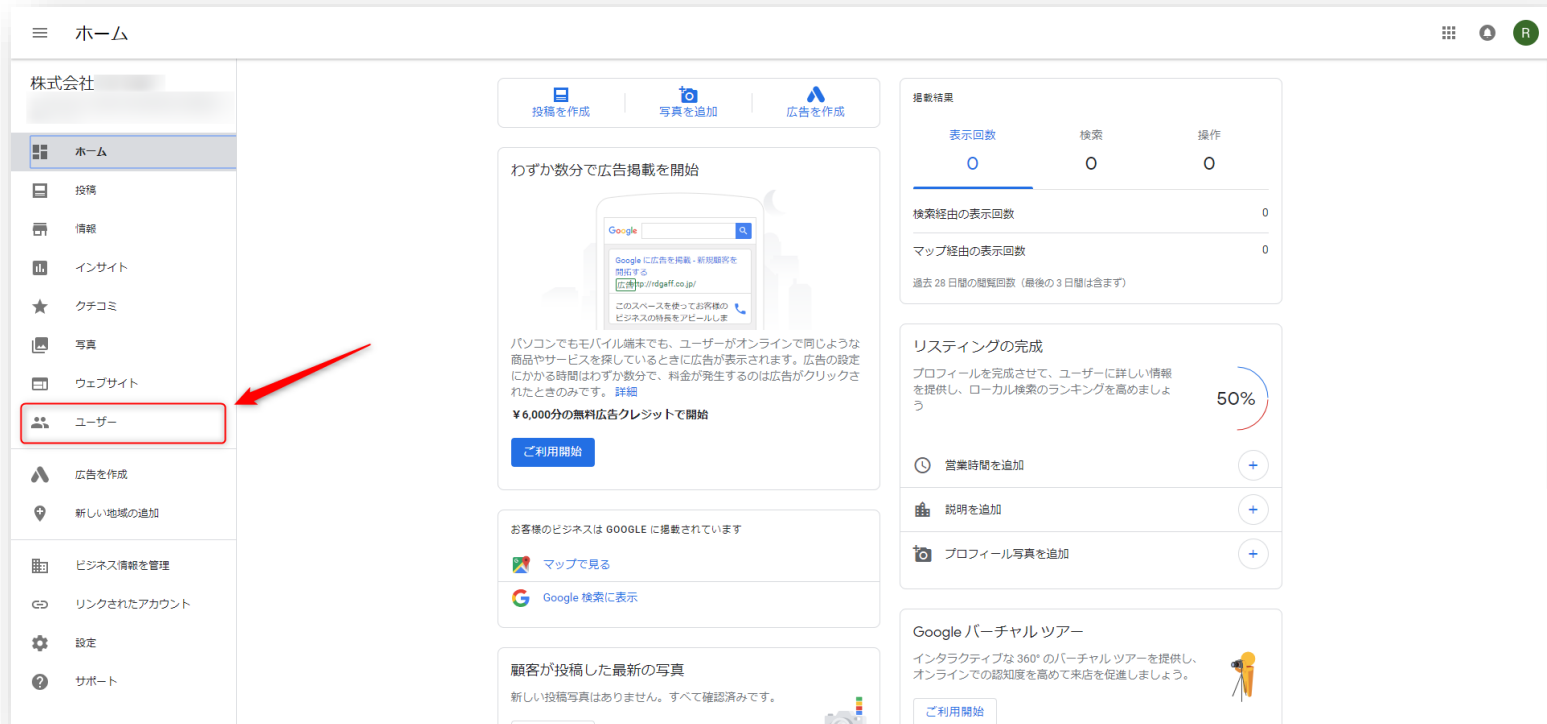 ホーム
R
株式会社
ホーム
投稿
情報
インサイト
クチコミ
写真
ウェブサイト
ユーザー
広告を作成
新しい地域の追加
ビジネス情報を管理
リンクされたアカウント
設定
サポート
投稿を作成
写真を追加
広告を作成
わずか数分で広告掲載を開始
Google
Google に広告を掲載 - 新規顧客を
開拓する
広告http://rdgaff.co.jp/
このスペースを使ってお客様の
ビジネスの特長をアピールしま
パソコンでもモバイル端末でも、ユーザーがオンラインで同じような
商品やサービスを探しているときに広告が表示されます。広告の設定
にかかる時間はわずか数分で、料金が発生するのは広告がクリックさ
れたときのみです。 詳細
¥6,000分の無料広告クレジットで開始
ご利用開始
お客様のビジネスは GOOGLE に掲載されています
マップで見る
Google 検索に表示
顧客が投稿した最新の写真
新しい投稿写真はありません。すべて確認済みです。
掲載結果
表示回数 検索 操作
0 0 0
検索経由の表示回数 0
マップ経由の表示回数 0
過去 28 日間の閲覧回数（最後の 3 日間は含まず）
リスティングの完成
プロフィールを完成させて、ユーザーに詳しい情報
を提供し、ローカル検索のランキングを高めましょ
う
50%
営業時間を追加
説明を追加
プロフィール写真を追加
Google バーチャル ツアー
インタラクティブな 360° のバーチャル ツアーを提供し、
オンラインでの認知度を高めて来店を促進しましょう。
ご利用開始